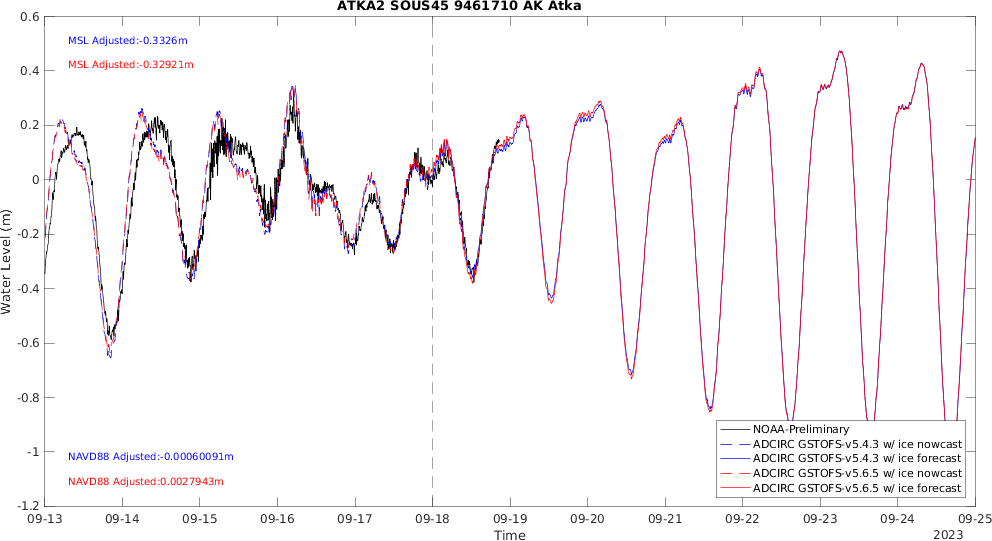 ATKA2 SOUS45 9461710 AK Atka
0.6
0.4
0.2
0
-0.2
-0.4
-0.6
-0.8
-1
-1.2
Water Level (m)
MSL Adjusted:-0.3326m
MSL Adjusted:-0.32921m
NAVD88 Adjusted:-0.00060091m
NAVD88 Adjusted:0.0027943m
NOAA-Preliminary
ADCIRC GSTOFS-v5.4.3 w/ ice nowcast
ADCIRC GSTOFS-v5.4.3 w/ ice forecast
ADCIRC GSTOFS-v5.6.5 w/ ice nowcast
ADCIRC GSTOFS-v5.6.5 w/ ice forecast
09-13 09-14 09-15 09-16 09-17 09-18 09-19 09-20 09-21 09-22 09-23 09-24 09-25
Time
2023